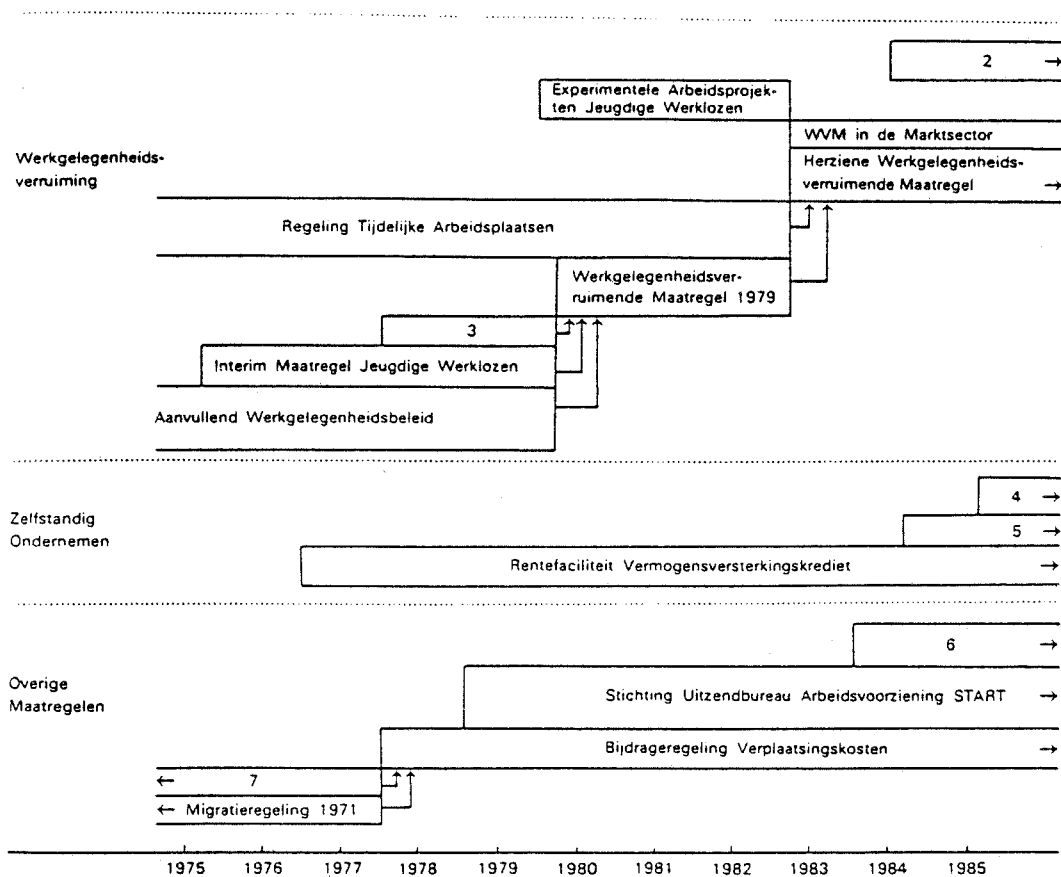 2 →
Experimentele Arbeidsprojek-
ten Jeugdige Werklozen
WVM in de Marktsector
Werkgelegenheids-
verruiming
Herziene Werkgelegenheids-
verruimende Maatregel →
Regeling Tijdelijke Arbeidsplaatsen
Werkgelegenheidsver-
ruimende Maatregel 1979
3
Interim Maatregel Jeugdige Werklozen
Aanvullend Werkgelegenheidsbeleid
Zelfstandig
Ondernemen
4 →
5 →
Rentefaciliteit Vermogensversterkingskrediet →
6 →
Overige
Maatregelen
Stichting Uitzendbureau Arbeidsvoorziening START →
Bijdrageregeling Verplaatsingskosten →
← 7
← Migratieregeling 1971
1975 1976 1977 1978 1979 1980 1981 1982 1983 1984 1985